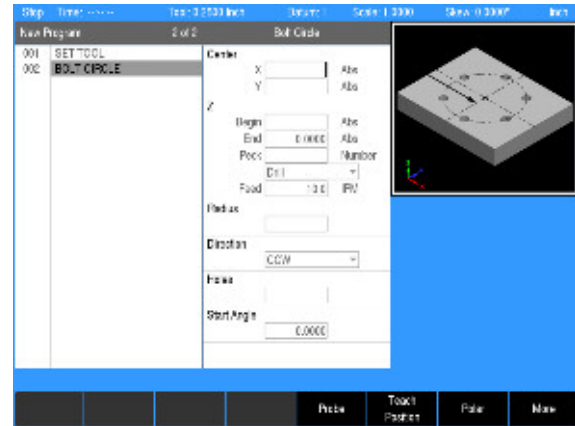 Stop Time: --:--:-- Tool: 0.2500 Inch Datum: 1 Scale: 1.0000 Skew: 0.0000° Inch
New Program 2 of 2 Bolt Circle
001 SET TOOL
002 BOLT CIRCLE
Center
X Abs
Y Abs
Z
Begin Abs
End 0.0000 Abs
Peck Number
Drill
Feed 10.0 IPM
Radius
Direction
CCW
Holes
Start Angle
0.0000
Probe Teach Position Polar More